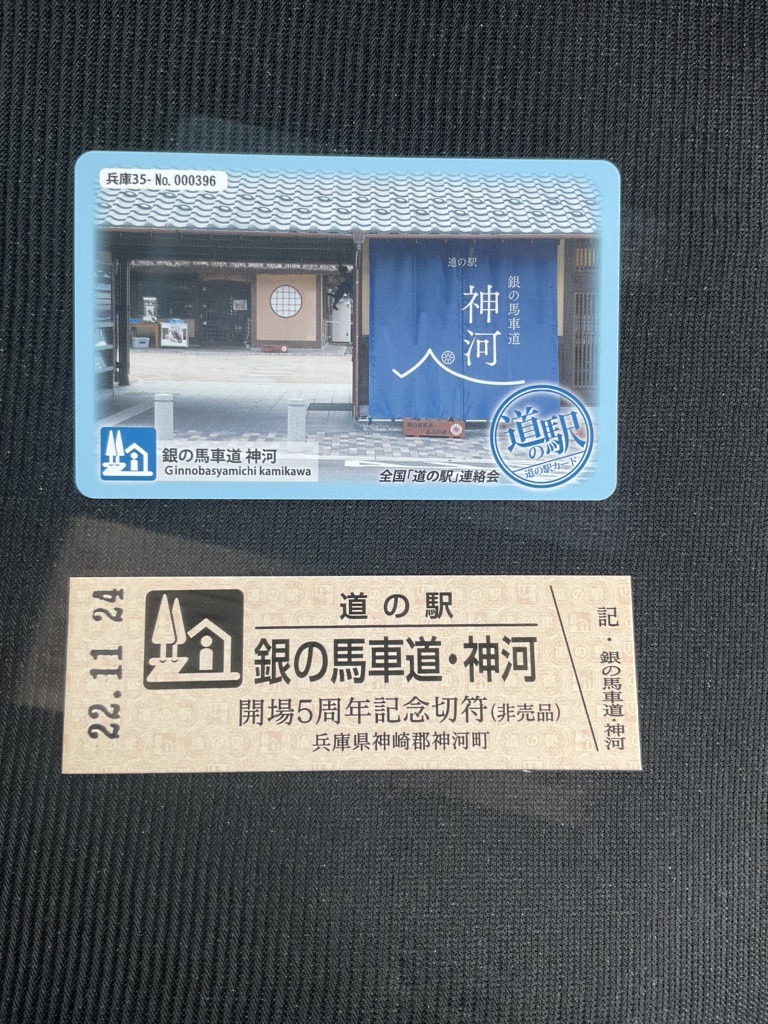 兵庫35- No. 000396
道の駅
銀の馬車道
神河
道の駅
道の駅カード
銀の馬車道 神河
Ginnobasyamichi kamikawa
全国「道の駅」連絡会
22.11 24
道の駅
銀の馬車道・神河
開場5周年記念切符(非売品)
兵庫県神崎郡神河町
記・銀の馬車道・神河